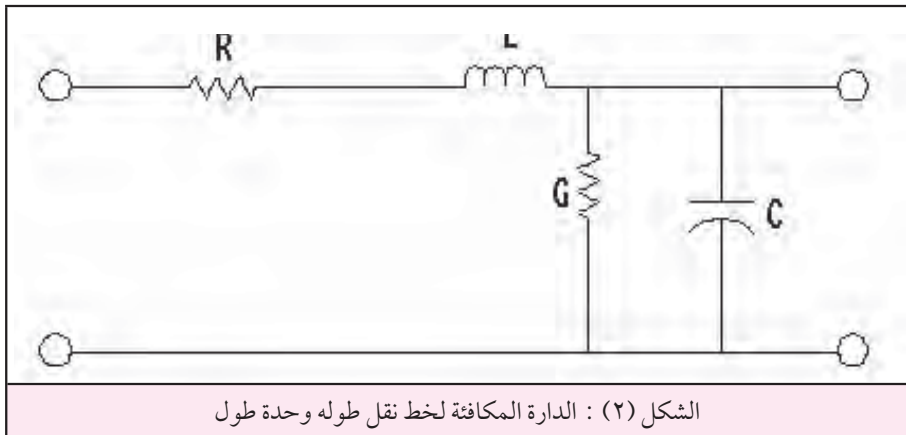 R L
G C
الشكل (٢) : الدارة المكافئة لخط نقل طوله وحدة طول